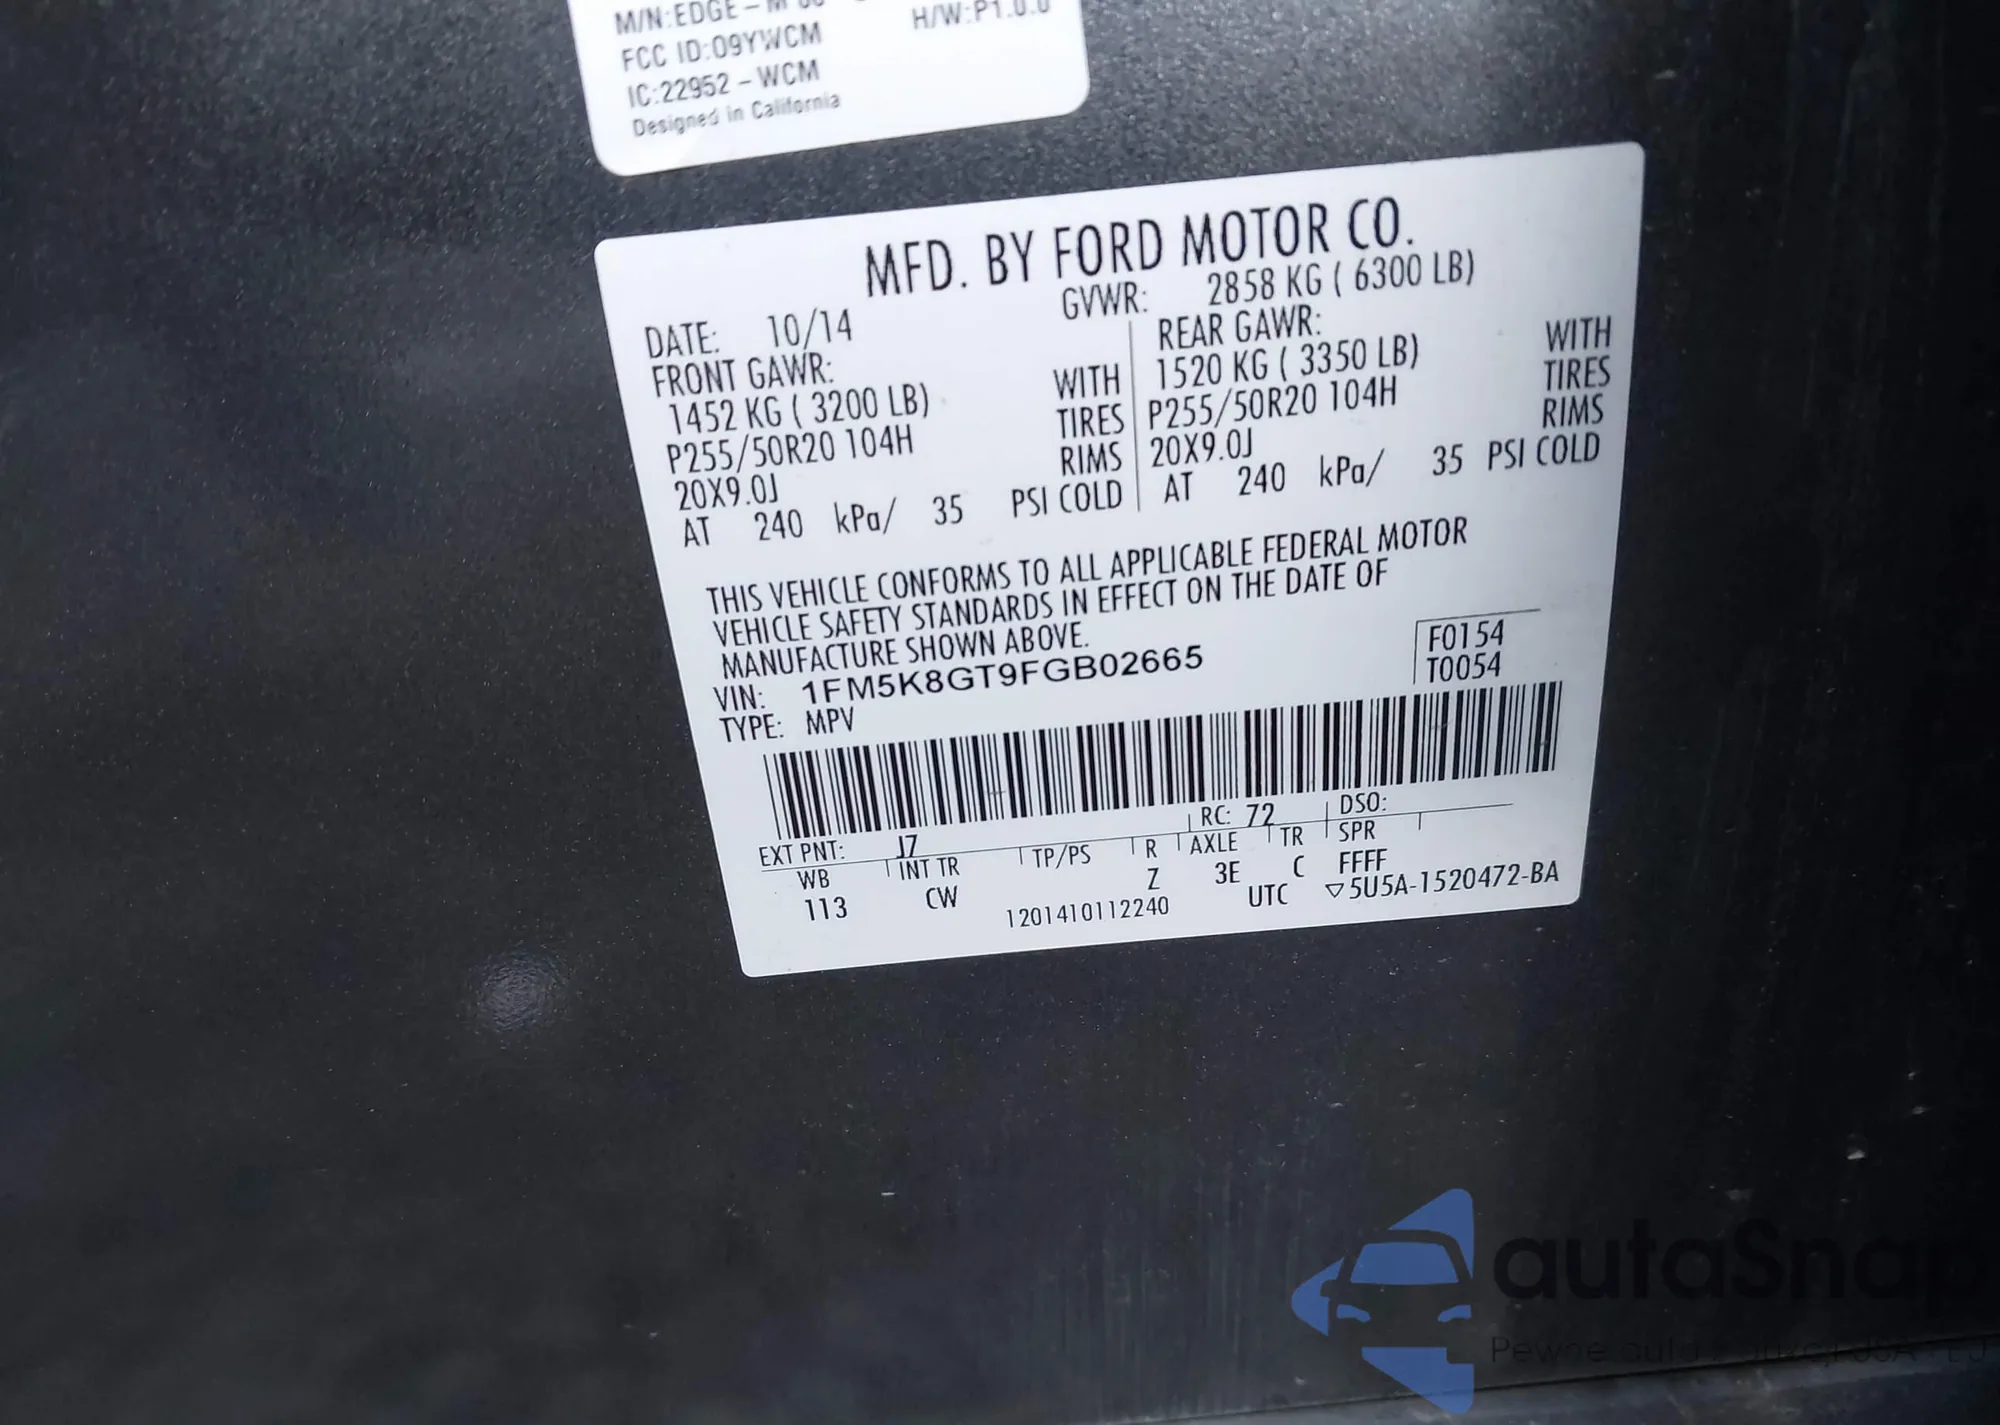 M/N:EDGE-M
H/W:P1.0.0
FCC ID:O9YWCM
IC:22952-WCM
Designed in California
MFD. BY FORD MOTOR CO.
DATE: 10/14 GVWR: 2858 KG ( 6300 LB)
FRONT GAWR: REAR GAWR:
1452 KG ( 3200 LB) WITH 1520 KG ( 3350 LB) WITH
P255/50R20 104H TIRES P255/50R20 104H TIRES
20X9.0J RIMS 20X9.0J RIMS
AT 240 kPa/ 35 PSI COLD AT 240 kPa/ 35 PSI COLD
THIS VEHICLE CONFORMS TO ALL APPLICABLE FEDERAL MOTOR
VEHICLE SAFETY STANDARDS IN EFFECT ON THE DATE OF
MANUFACTURE SHOWN ABOVE.
F0154
T0054
VIN: 1FM5K8GT9FGB02665
TYPE: MPV
EXT PNT: J7 RC: 72 DSO:
WB INT TR TP/PS R AXLE TR SPR
113 CW Z 3E C FFFF
1201410112240 UTC ▽5U5A-1520472-BA
autaSnap
Pewne auto